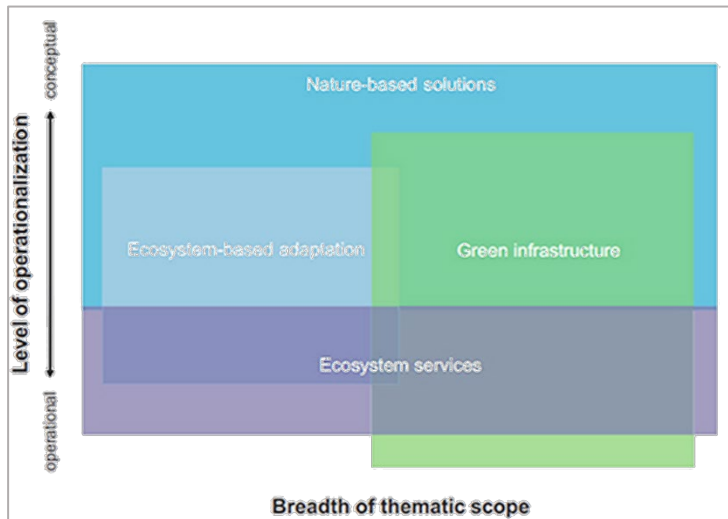 conceptual
Nature-based solutions
Level of operationalization
Ecosystem-based adaptation
Green infrastructure
Ecosystem services
operational
Breadth of thematic scope